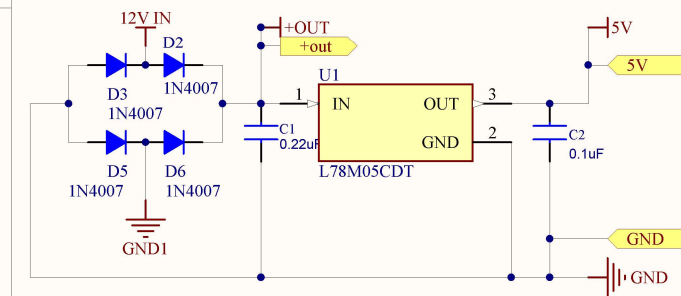 12V IN
+OUT
5V
+out
D2
5V
1N4007
D3
1N4007
U1
1
IN
OUT
3
GND
2
C1
0.22uF
C2
0.1uF
D5
1N4007
D6
1N4007
L78M05CDT
GND1
GND
GND